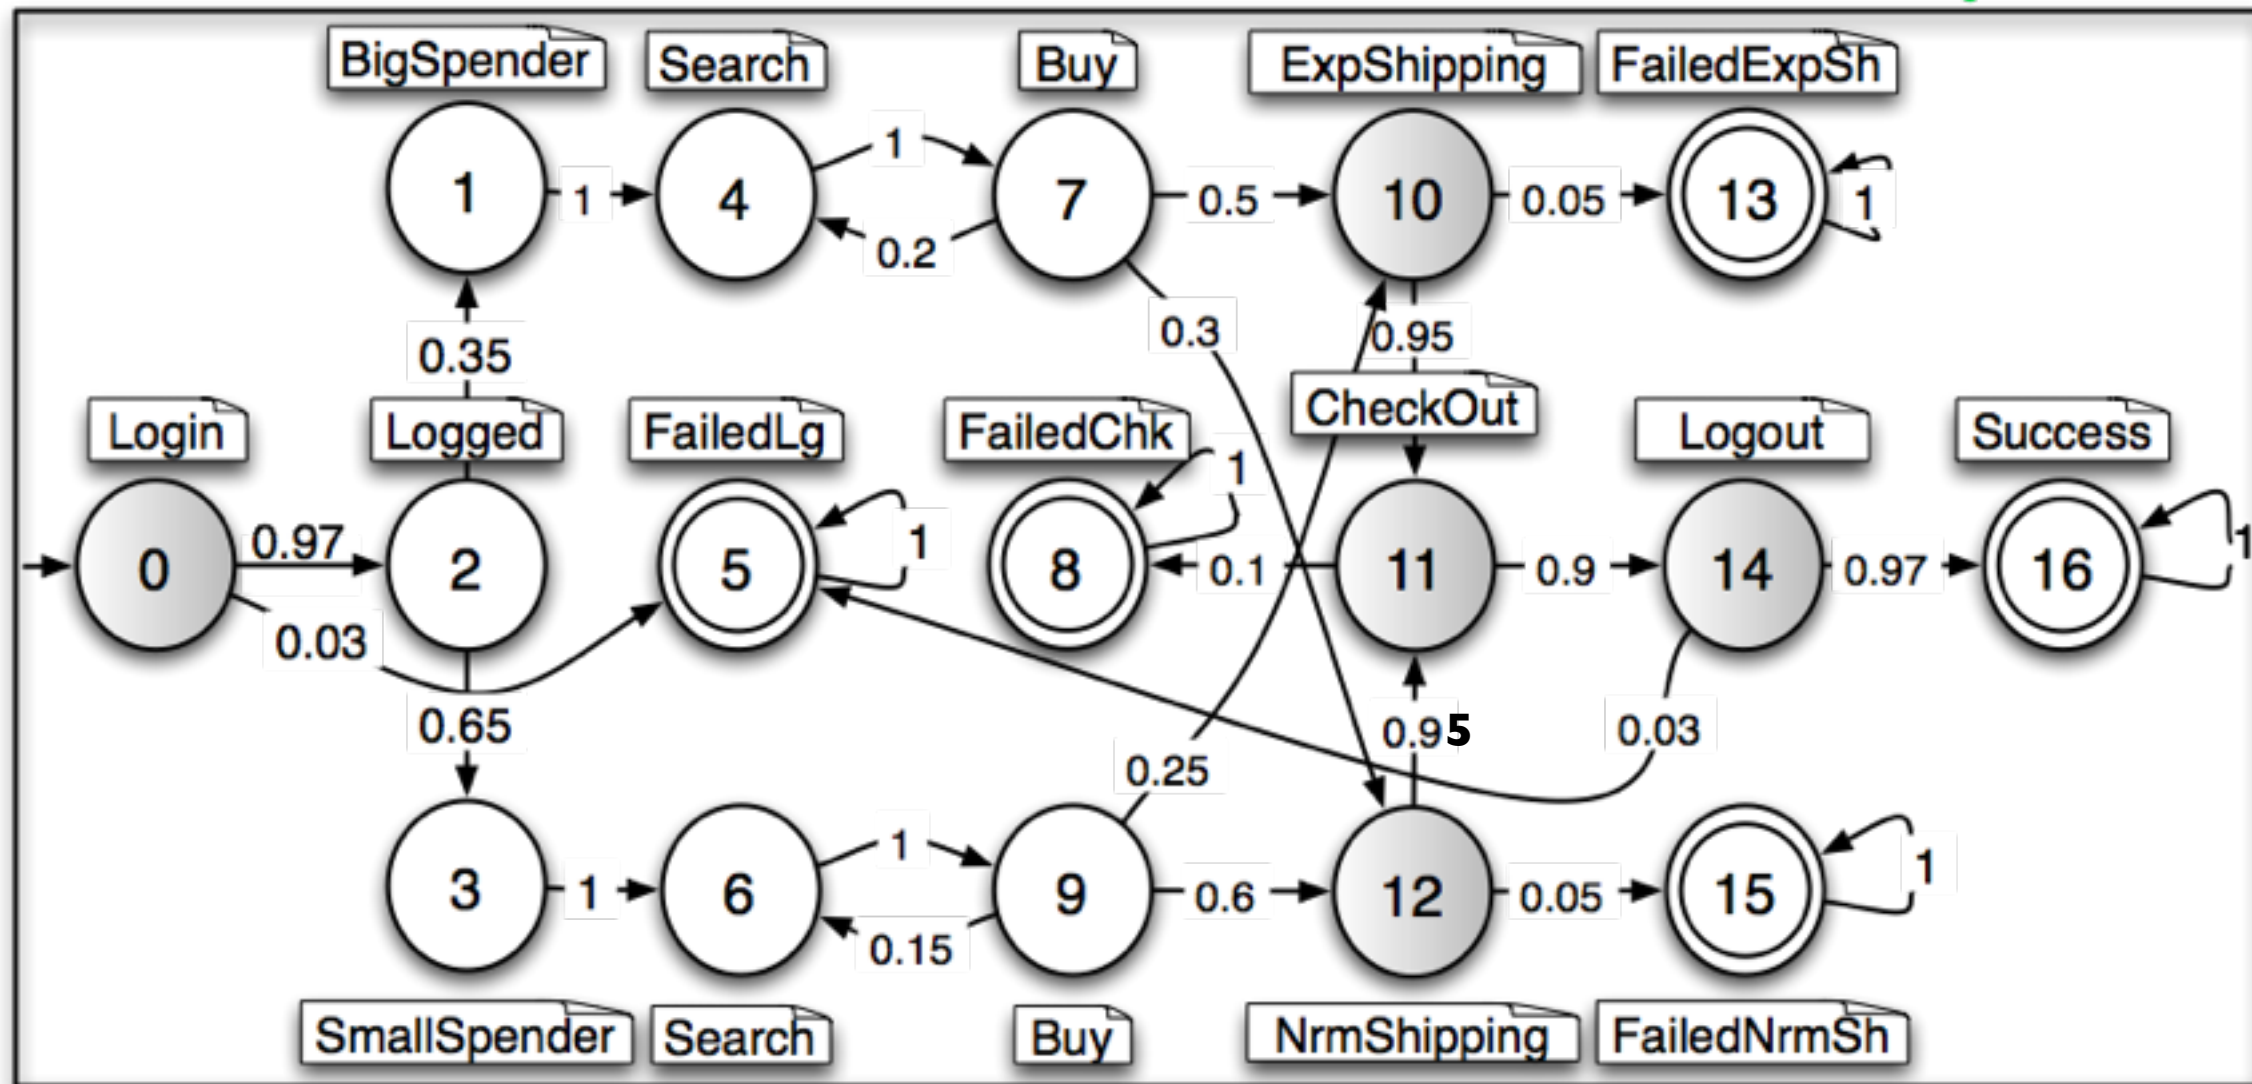 BigSpender Search Buy ExpShipping FailedExpSh
1 1 4 1 7 0.5 10 0.05 13 1
0.2
0.35 0.3 0.95
Login Logged FailedLg FailedChk CheckOut Logout Success
1
0 0.97 2 5 1 8 0.1 11 0.9 14 0.97 16 1
0.03
0.65 0.25 0.95 0.03
3 1 6 1 9 0.6 12 0.05 15 1
0.15
SmallSpender Search Buy NrmShipping FailedNrmSh